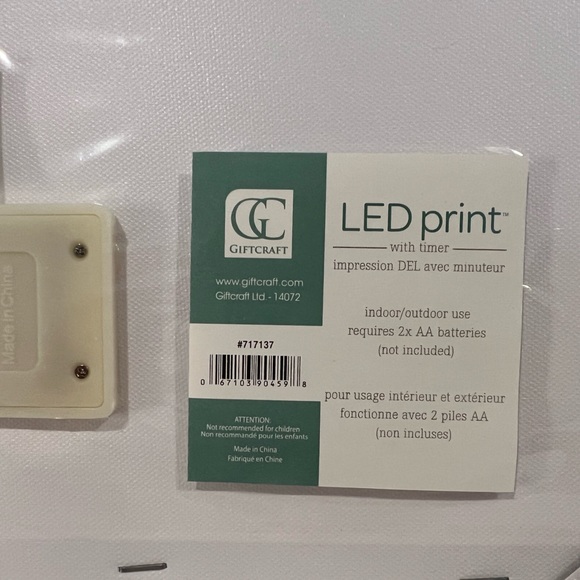 Made in China
GC
GIFTCRAFT
www.giftcraft.com
Giftcraft Ltd - 14072
#717137
0 67103 90459 8
ATTENTION:
Not recommended for children
Non recommandé pour les enfants
Made in China
Fabriqué en Chine
LED print™
with timer
impression DEL avec minuteur
indoor/outdoor use
requires 2x AA batteries
(not included)
pour usage intérieur et extérieur
fonctionne avec 2 piles AA
(non incluses)